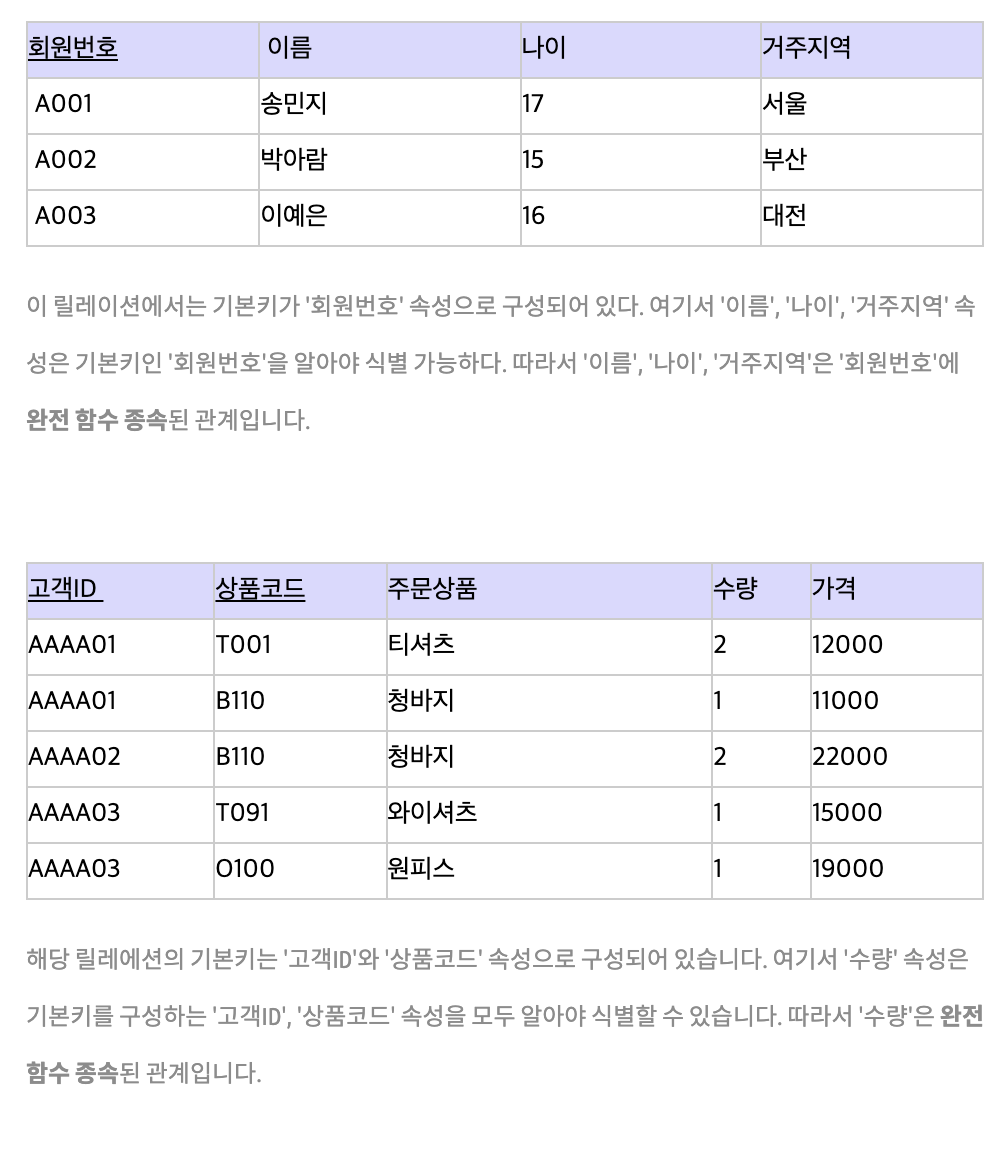 회원번호 이름 나이 거주지역
A001 송민지 17 서울
A002 박아람 15 부산
A003 이예은 16 대전
이 릴레이션에서는 기본키가 '회원번호' 속성으로 구성되어 있다. 여기서 '이름', '나이', '거주지역' 속
성은 기본키인 '회원번호'을 알아야 식별 가능하다. 따라서 '이름', '나이', '거주지역'은 '회원번호'에
완전 함수 종속된 관계입니다.
고객ID 상품코드 주문상품 수량 가격
AAAA01 T001 티셔츠 2 12000
AAAA01 B110 청바지 1 11000
AAAA02 B110 청바지 2 22000
AAAA03 T091 와이셔츠 1 15000
AAAA03 O100 원피스 1 19000
해당 릴레에션의 기본키는 '고객ID'와 '상품코드' 속성으로 구성되어 있습니다. 여기서 '수량' 속성은
기본키를 구성하는 '고객ID', '상품코드' 속성을 모두 알아야 식별할 수 있습니다. 따라서 '수량'은 완전
함수 종속된 관계입니다.